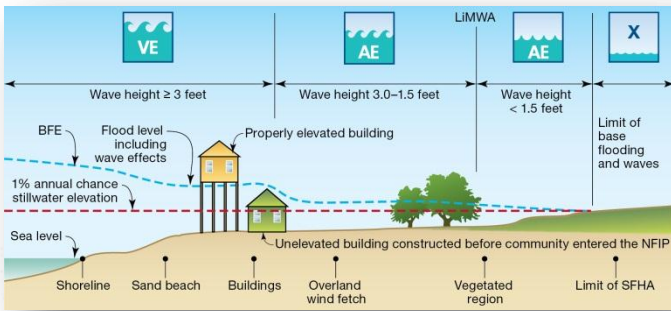 VE
AE
LiMWA
AE
X
Wave height ≥ 3 feet
Wave height 3.0–1.5 feet
Wave height
< 1.5 feet
Limit of
base
flooding
and waves
BFE
Flood level
including
wave effects
Properly elevated building
1% annual chance
stillwater elevation
Sea level
Unelevated building constructed before community entered the NFIP
Shoreline
Sand beach
Buildings
Overland
wind fetch
Vegetated
region
Limit of SFHA